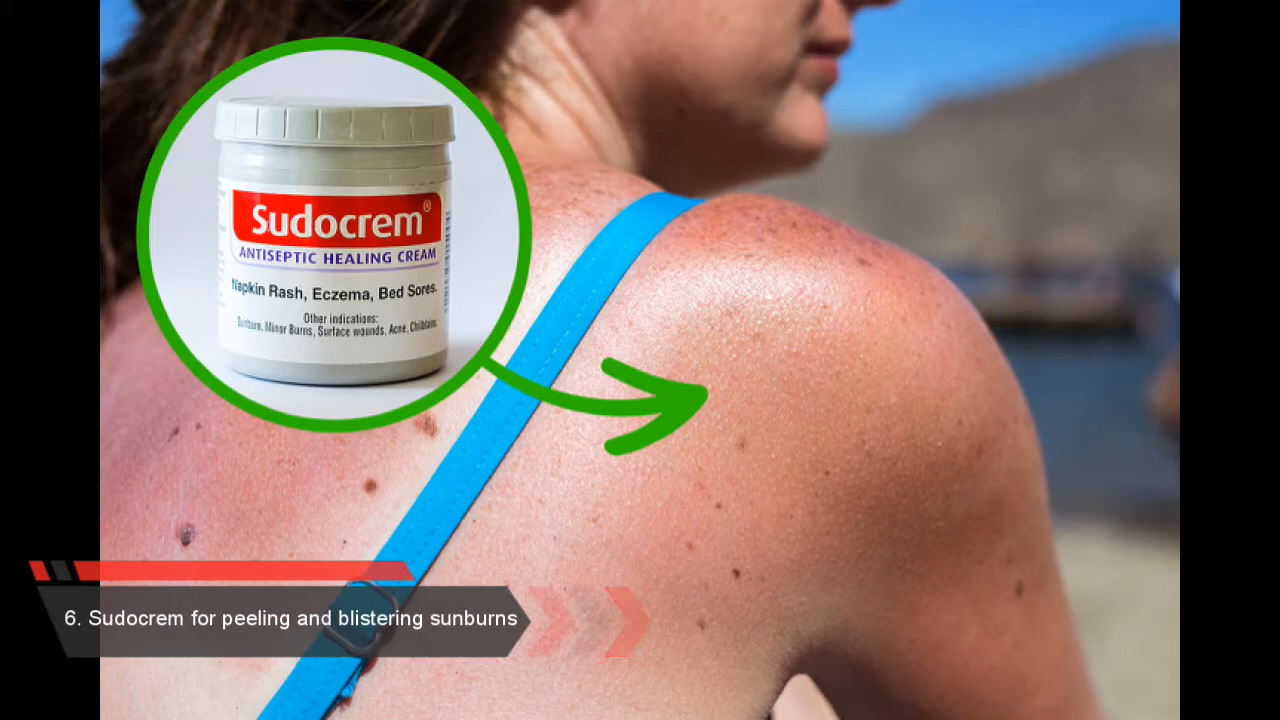 Sudocrem®
ANTISEPTIC HEALING CREAM
Napkin Rash, Eczema, Bed Sores.
Other indications:
Sunburn, Minor Burns, Surface wounds, Acne, Chilblains.
6. Sudocrem for peeling and blistering sunburns